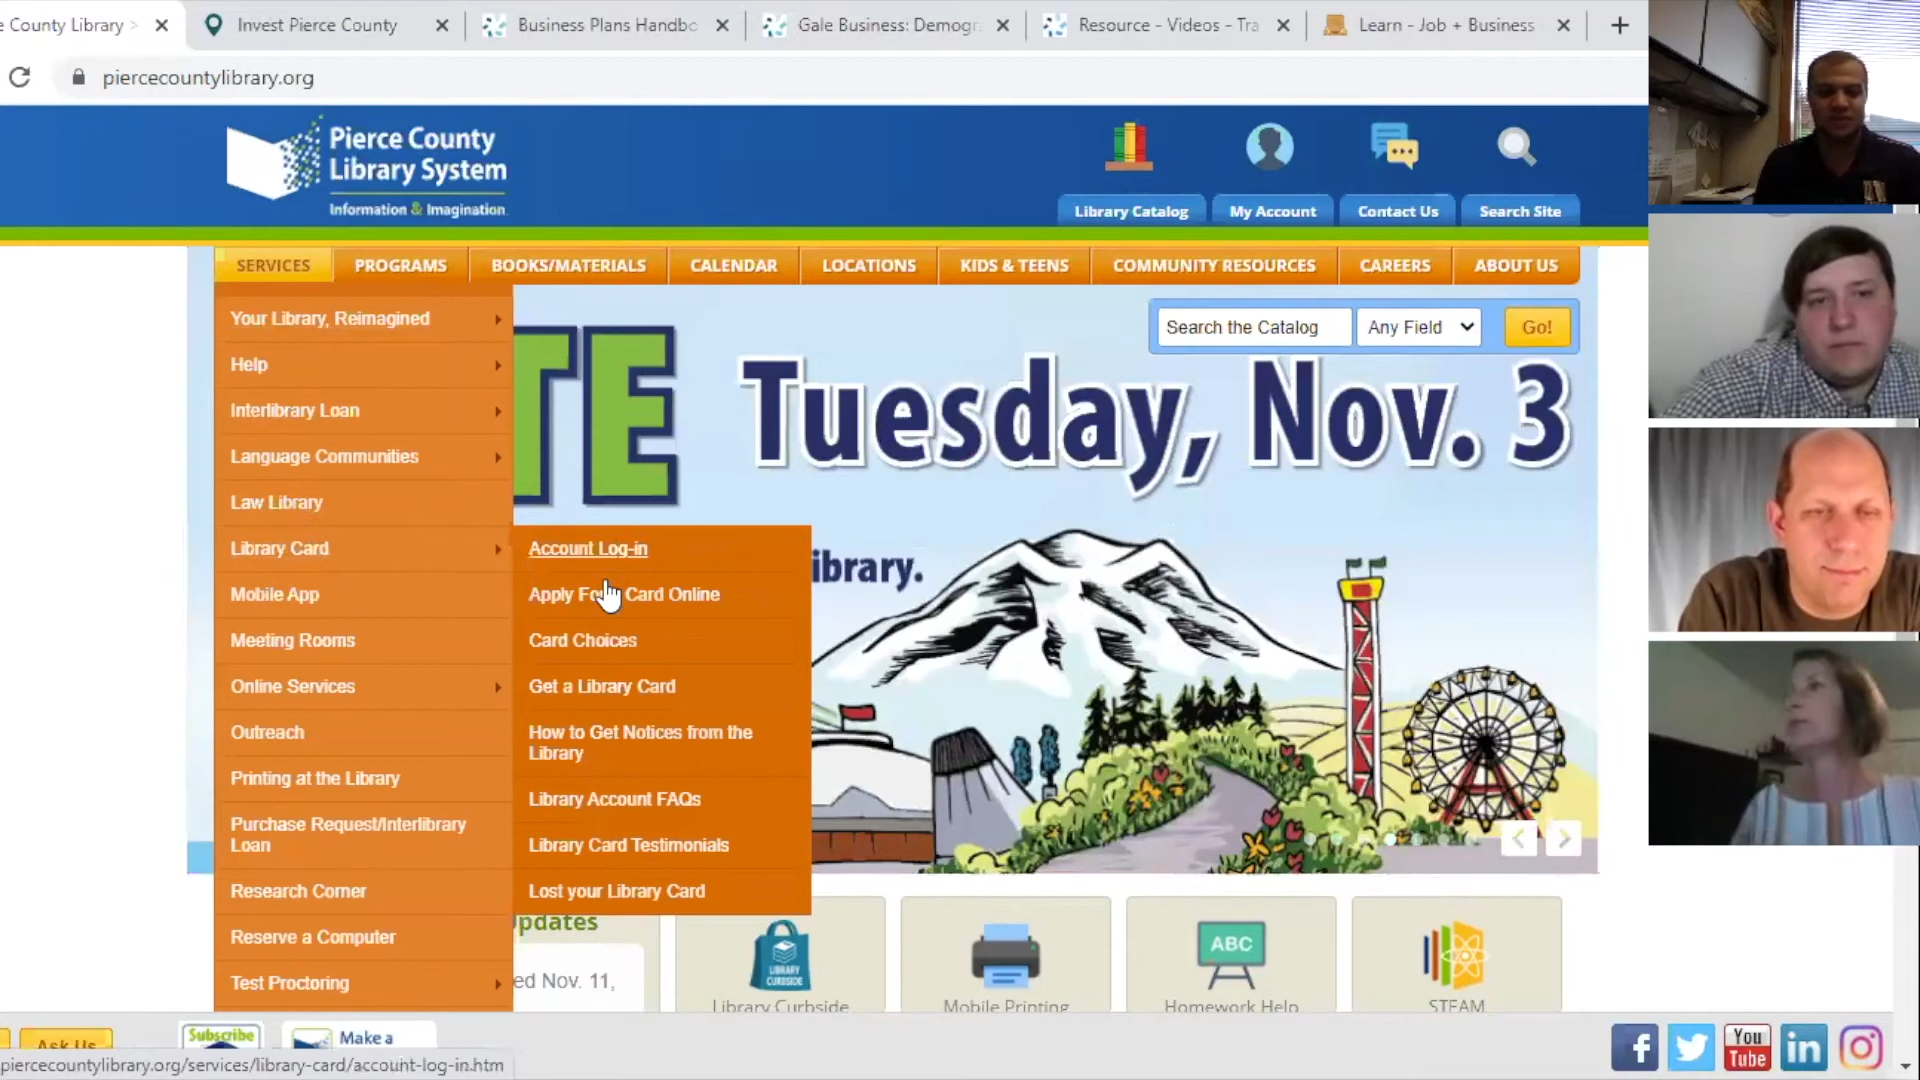 e County Library >
Invest Pierce County
Business Plans Handbo
Gale Business: Demogr
Resource - Videos - Tra
Learn - Job + Business
piercecountylibrary.org
Pierce County
Library System
Information & Imagination
Library Catalog
My Account
Contact Us
Search Site
SERVICES
PROGRAMS
BOOKS/MATERIALS
CALENDAR
LOCATIONS
KIDS & TEENS
COMMUNITY RESOURCES
CAREERS
ABOUT US
Search the Catalog
Any Field
Go!
Your Library, Reimagined
Help
Interlibrary Loan
Language Communities
Law Library
Library Card
Mobile App
Meeting Rooms
Online Services
Outreach
Printing at the Library
Purchase Request/Interlibrary
Loan
Research Corner
Reserve a Computer
Test Proctoring
Account Log-in
Apply Fo Card Online
Card Choices
Get a Library Card
How to Get Notices from the
Library
Library Account FAQs
Library Card Testimonials
Lost your Library Card
TE
Tuesday, Nov. 3
ibrary.
pdates
ed Nov. 11,
LIBRARY
CURBSIDE
Library Curbside
Mobile Printing
ABC
Homework Help
STEAM
Ask Us
Subscribe
Make a
You
Tube
in
piercecountylibrary.org/services/library-card/account-log-in.htm